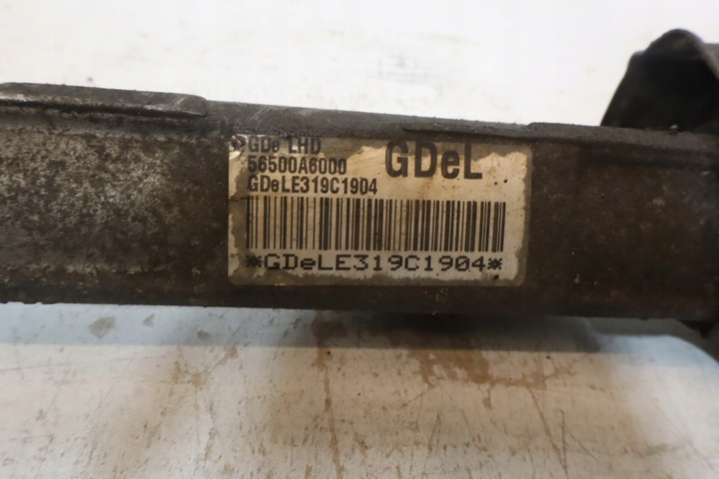 GDe LHD
GDeL
56500A6000
GDeLE319C1904
*GDeLE319C1904*